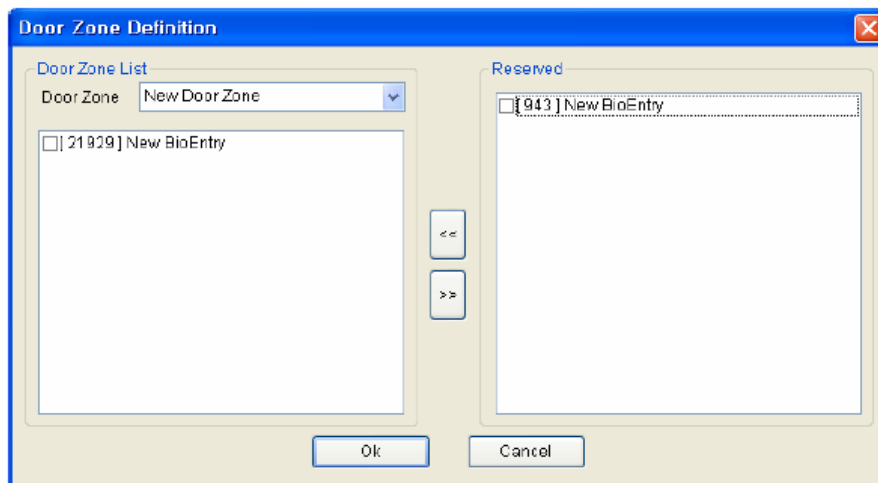 Door Zone Definition
Door Zone List
Door Zone
New Door Zone
[ 21929 ] New BioEntry
<<
>>
Reserved
[ 943 ] New BioEntry
Ok
Cancel